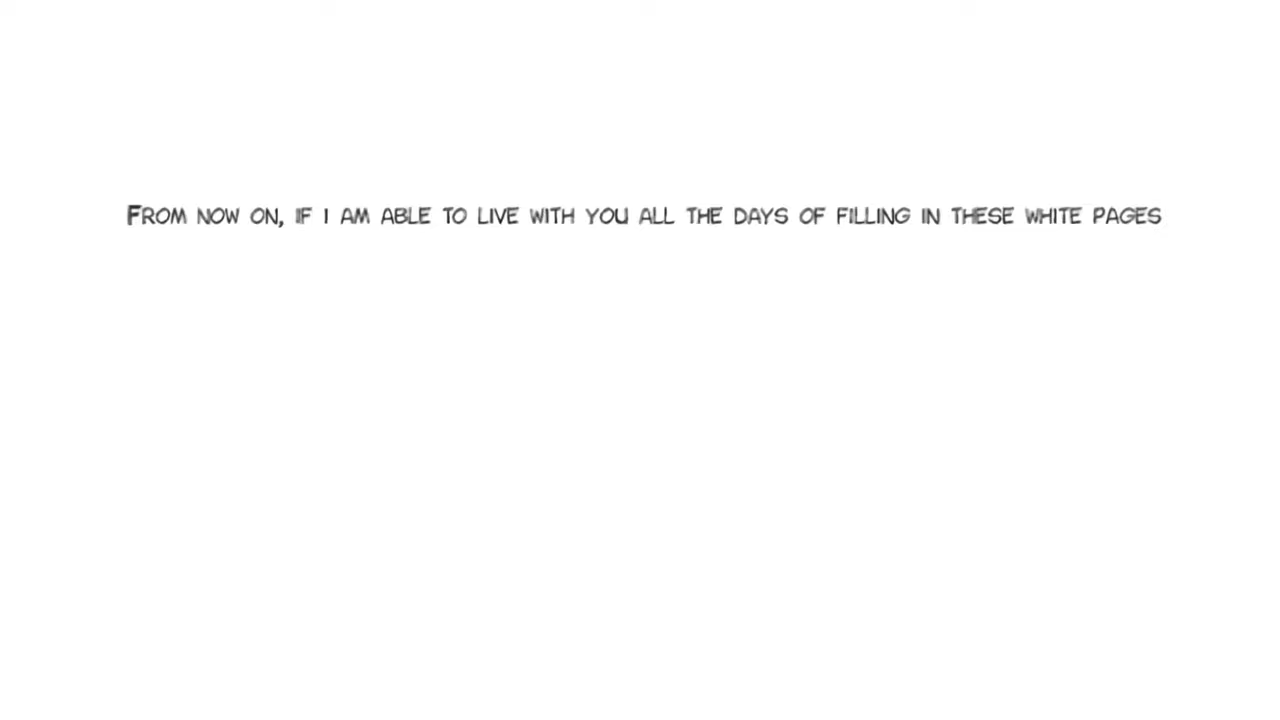 From now on, if i am able to live with you all the days of filling in these white pages